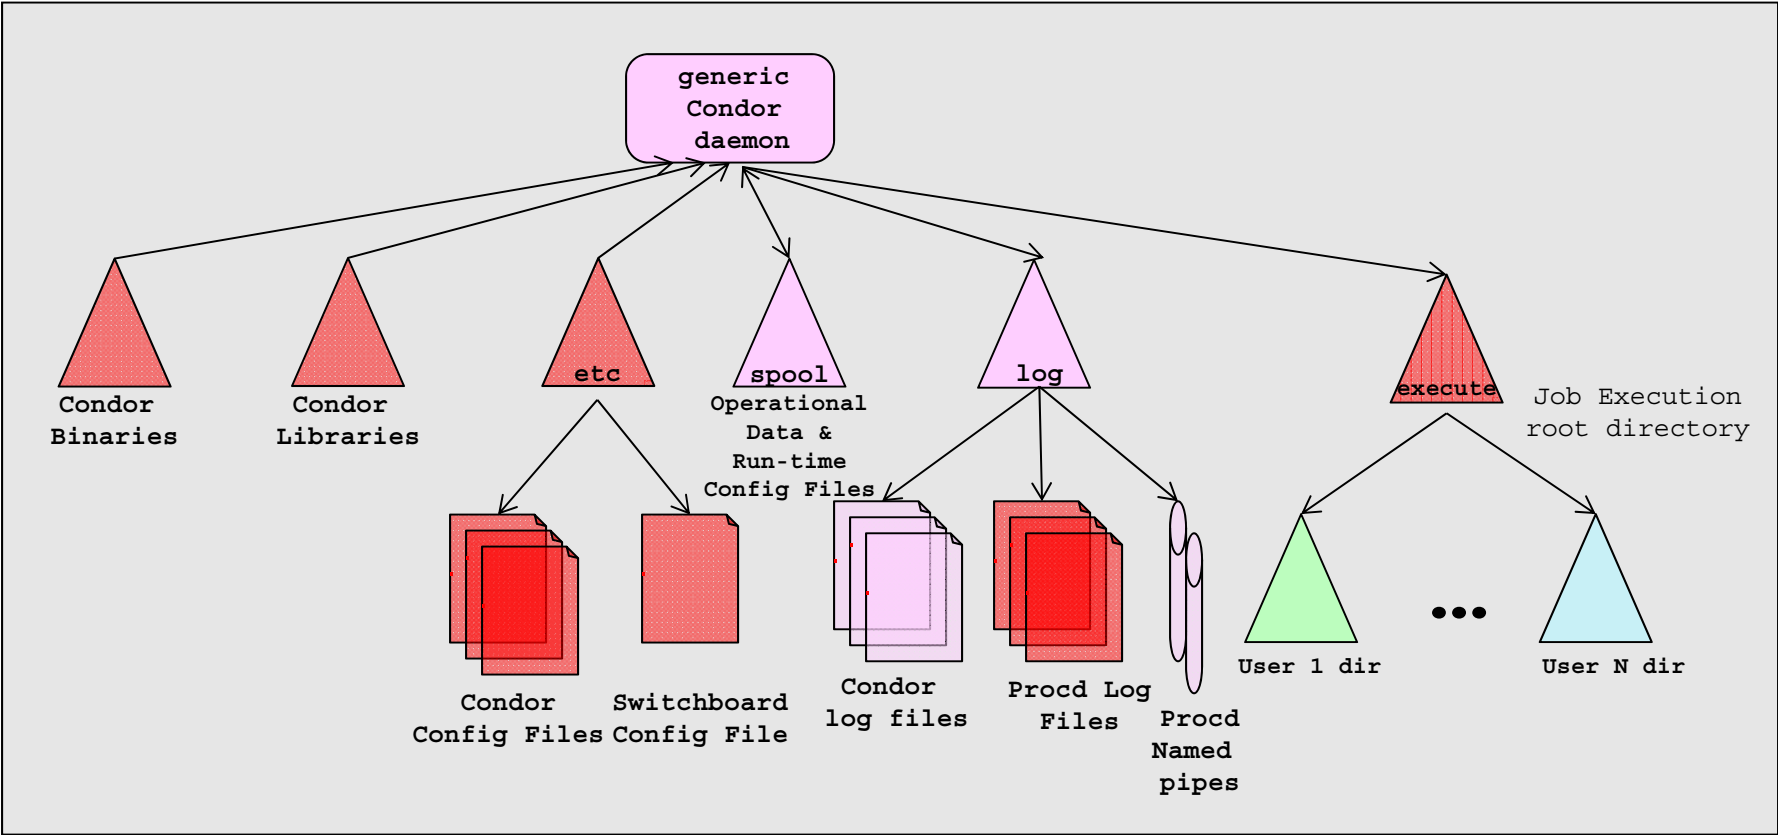 generic
Condor
daemon
etc
spool
log
execute
Condor
Binaries
Condor
Libraries
Operational
Data &
Run-time
Config Files
Job Execution
root directory
Condor
Config Files
Switchboard
Config File
Condor
log files
Procd Log
Files
Procd
Named
pipes
User 1 dir
User N dir